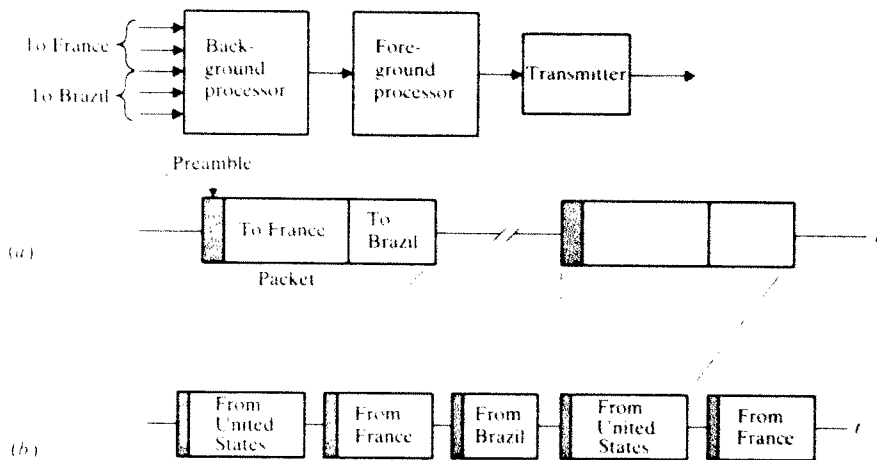 To France
To Brazil
Back-
ground
processor
Fore-
ground
processor
Transmitter
Preamble
To France
To
Brazil
Packet
(a)
From
United
States
From
France
From
Brazil
From
United
States
From
France
t
(b)